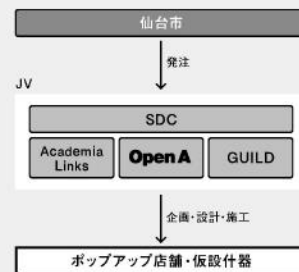 仙台市
発注
JV
SDC
Academia
Links
Open A
GUILD
企画・設計・施工
ポップアップ店舗・仮設什器